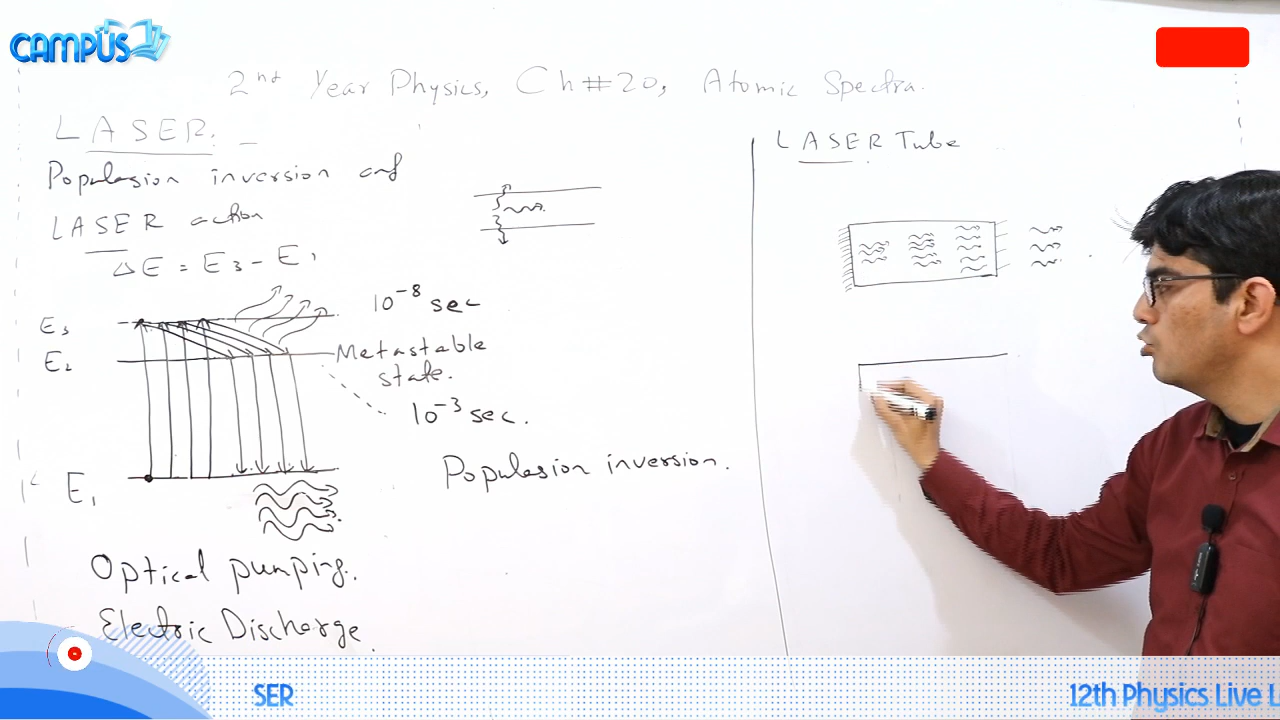 CAMPUS
2nd Year Physics, Ch#20, Atomic Spectra.
LASER.
Population inversion and
LASER action
ΔE = E3 - E1
E3
10^-8 sec
E2
Metastable
state.
10^-3 sec.
E1
Population inversion.
Optical pumping.
Electric Discharge.
LASER Tube
SER
12th Physics Live L